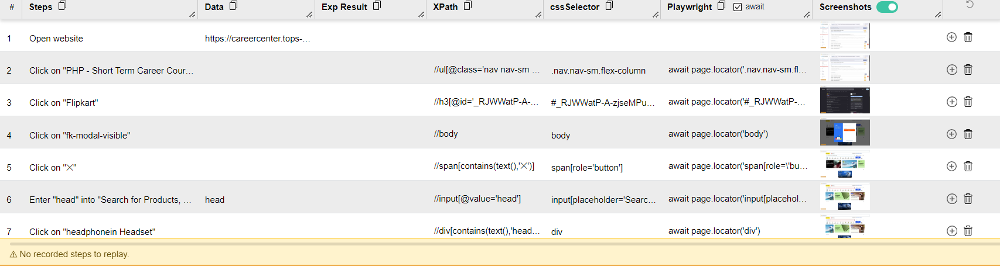 # Steps Data Exp Result XPath cssSelector Playwright await Screenshots
1 Open website https://careercenter.tops-...
2 Click on "PHP - Short Term Career Cour... //ul[@class='nav nav-sm ... .nav.nav-sm.flex-column await page.locator('.nav.nav-sm.fl...
3 Click on "Flipkart" //h3[@id='_RJWWatP-A-... #_RJWWatP-A-zjseMPu... await page.locator('#_RJWWatP-...
4 Click on "fk-modal-visible" //body body await page.locator('body')
5 Click on "✕" //span[contains(text(),'✕')] span[role='button'] await page.locator('span[role=\'bu...
6 Enter "head" into "Search for Products, ... head //input[@value='head'] input[placeholder='Searc... await page.locator('input[placehol...
7 Click on "headphonein Headset" //div[contains(text(),'head... div await page.locator('div')
⚠ No recorded steps to replay.